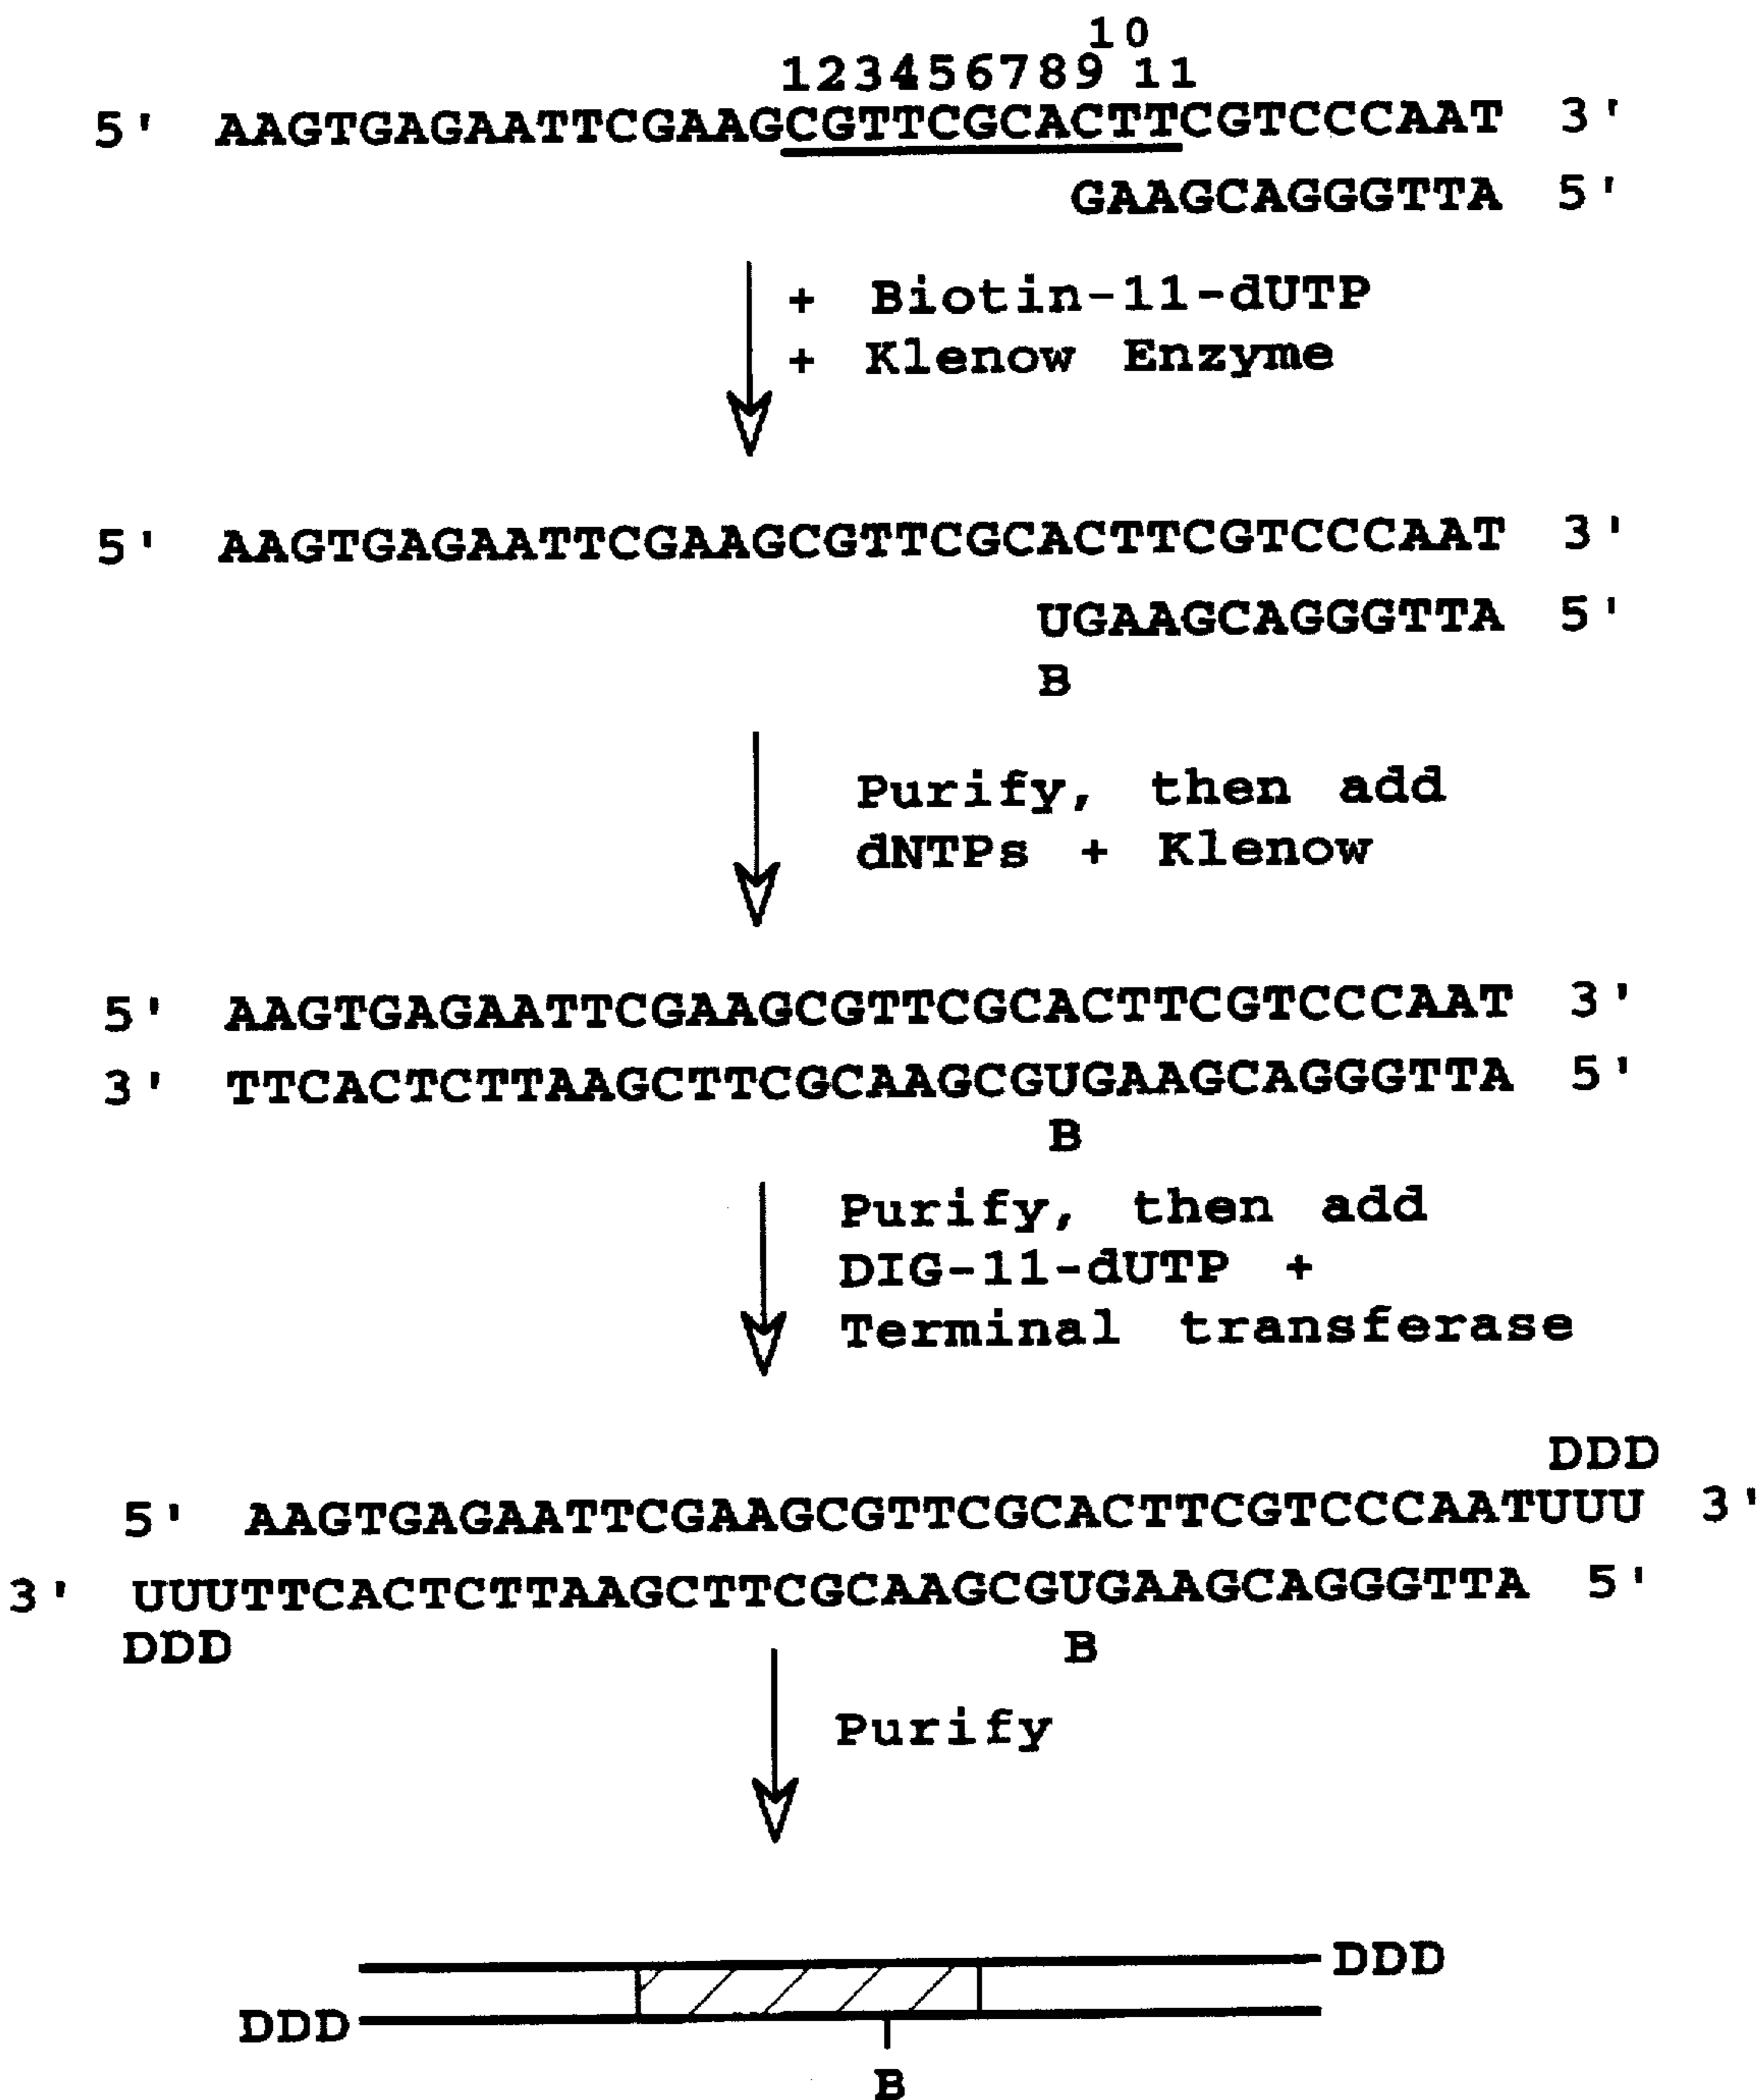 10
123456789 11
5' AAGTGAGAATTCGAAGCGTTCGCACTTCGTCCCAAT 3'
GAAGCAGGGTTA 5'
+ Biotin-11-dUTP
+ Klenow Enzyme
5' AAGTGAGAATTCGAAGCGTTCGCACTTCGTCCCAAT 3'
UGAAGCAGGGTTA 5'
B
Purify, then add
dNTPs + Klenow
5' AAGTGAGAATTCGAAGCGTTCGCACTTCGTCCCAAT 3'
3' TTCACTCTTAAGCTTCGCAAGCGUGAAGCAGGGTTA 5'
B
Purify, then add
DIG-11-dUTP +
Terminal transferase
DDD
5' AAGTGAGAATTCGAAGCGTTCGCACTTCGTCCCAATUUU 3'
3' UUUTTCACTCTTAAGCTTCGCAAGCGUGAAGCAGGGTTA 5'
DDD B
Purify
DDD
DDD
B